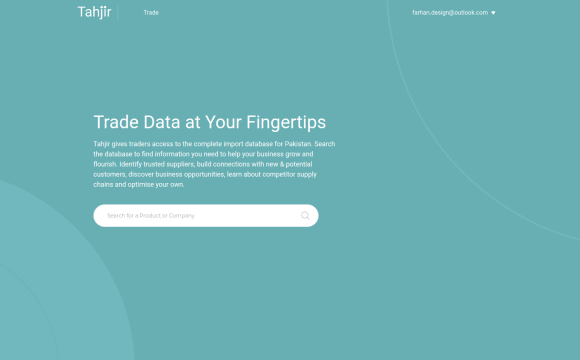 Tahjir
Trade
farhan.design@outlook.com
Trade Data at Your Fingertips
Tahjir gives traders access to the complete import database for Pakistan. Search
the database to find information you need to help your business grow and
flourish. Identify trusted suppliers, build connections with new & potential
customers, discover business opportunities, learn about competitor supply
chains and optimise your own.
Search for a Product or Company